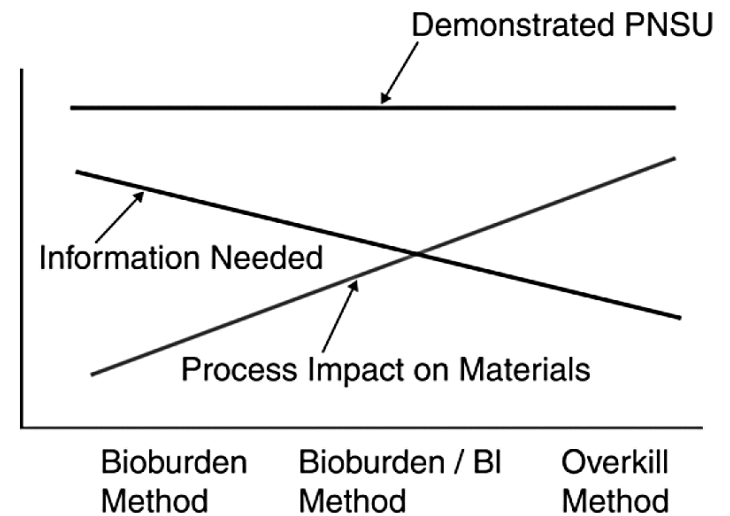 Demonstrated PNSU
Information Needed
Process Impact on Materials
Bioburden Method
Bioburden / BI Method
Overkill Method